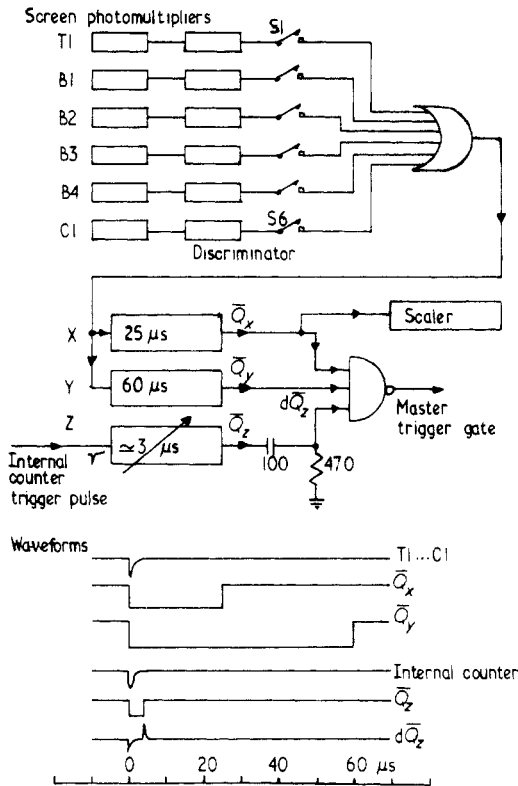 Screen photomultipliers
T1
S1
B1
B2
B3
B4
C1
S6
Discriminator
X
25 μs
Q̅x
Scaler
Y
60 μs
Q̅y
dQ̅z
Z
≃3 μs
Q̅z
Master
trigger gate
Internal
counter
trigger pulse
τ
100
470
Waveforms
T1...C1
Q̅x
Q̅y
Internal counter
Q̅z
dQ̅z
0 20 40 60 μs